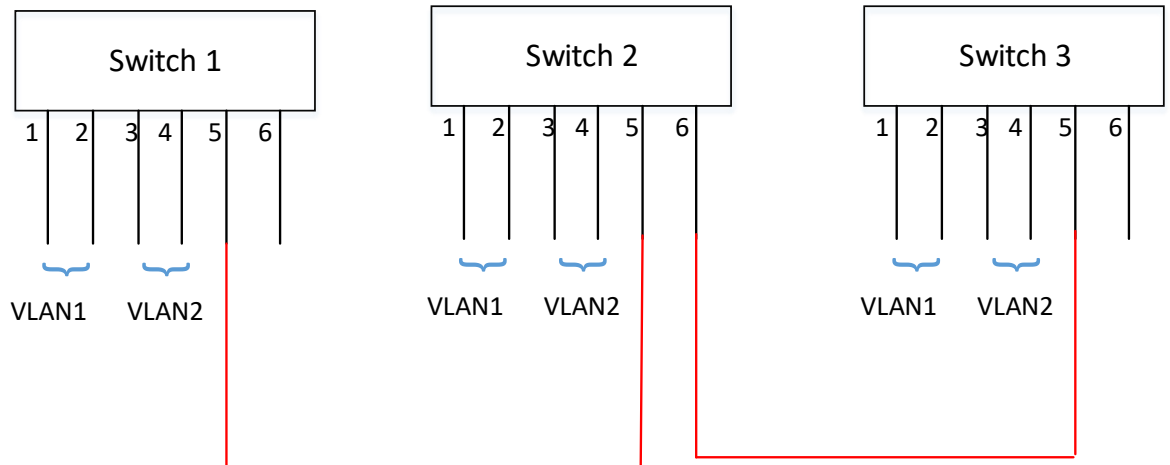 Switch 1
Switch 2
Switch 3
1 2 3 4 5 6
1 2 3 4 5 6
1 2 3 4 5 6
VLAN1 VLAN2
VLAN1 VLAN2
VLAN1 VLAN2